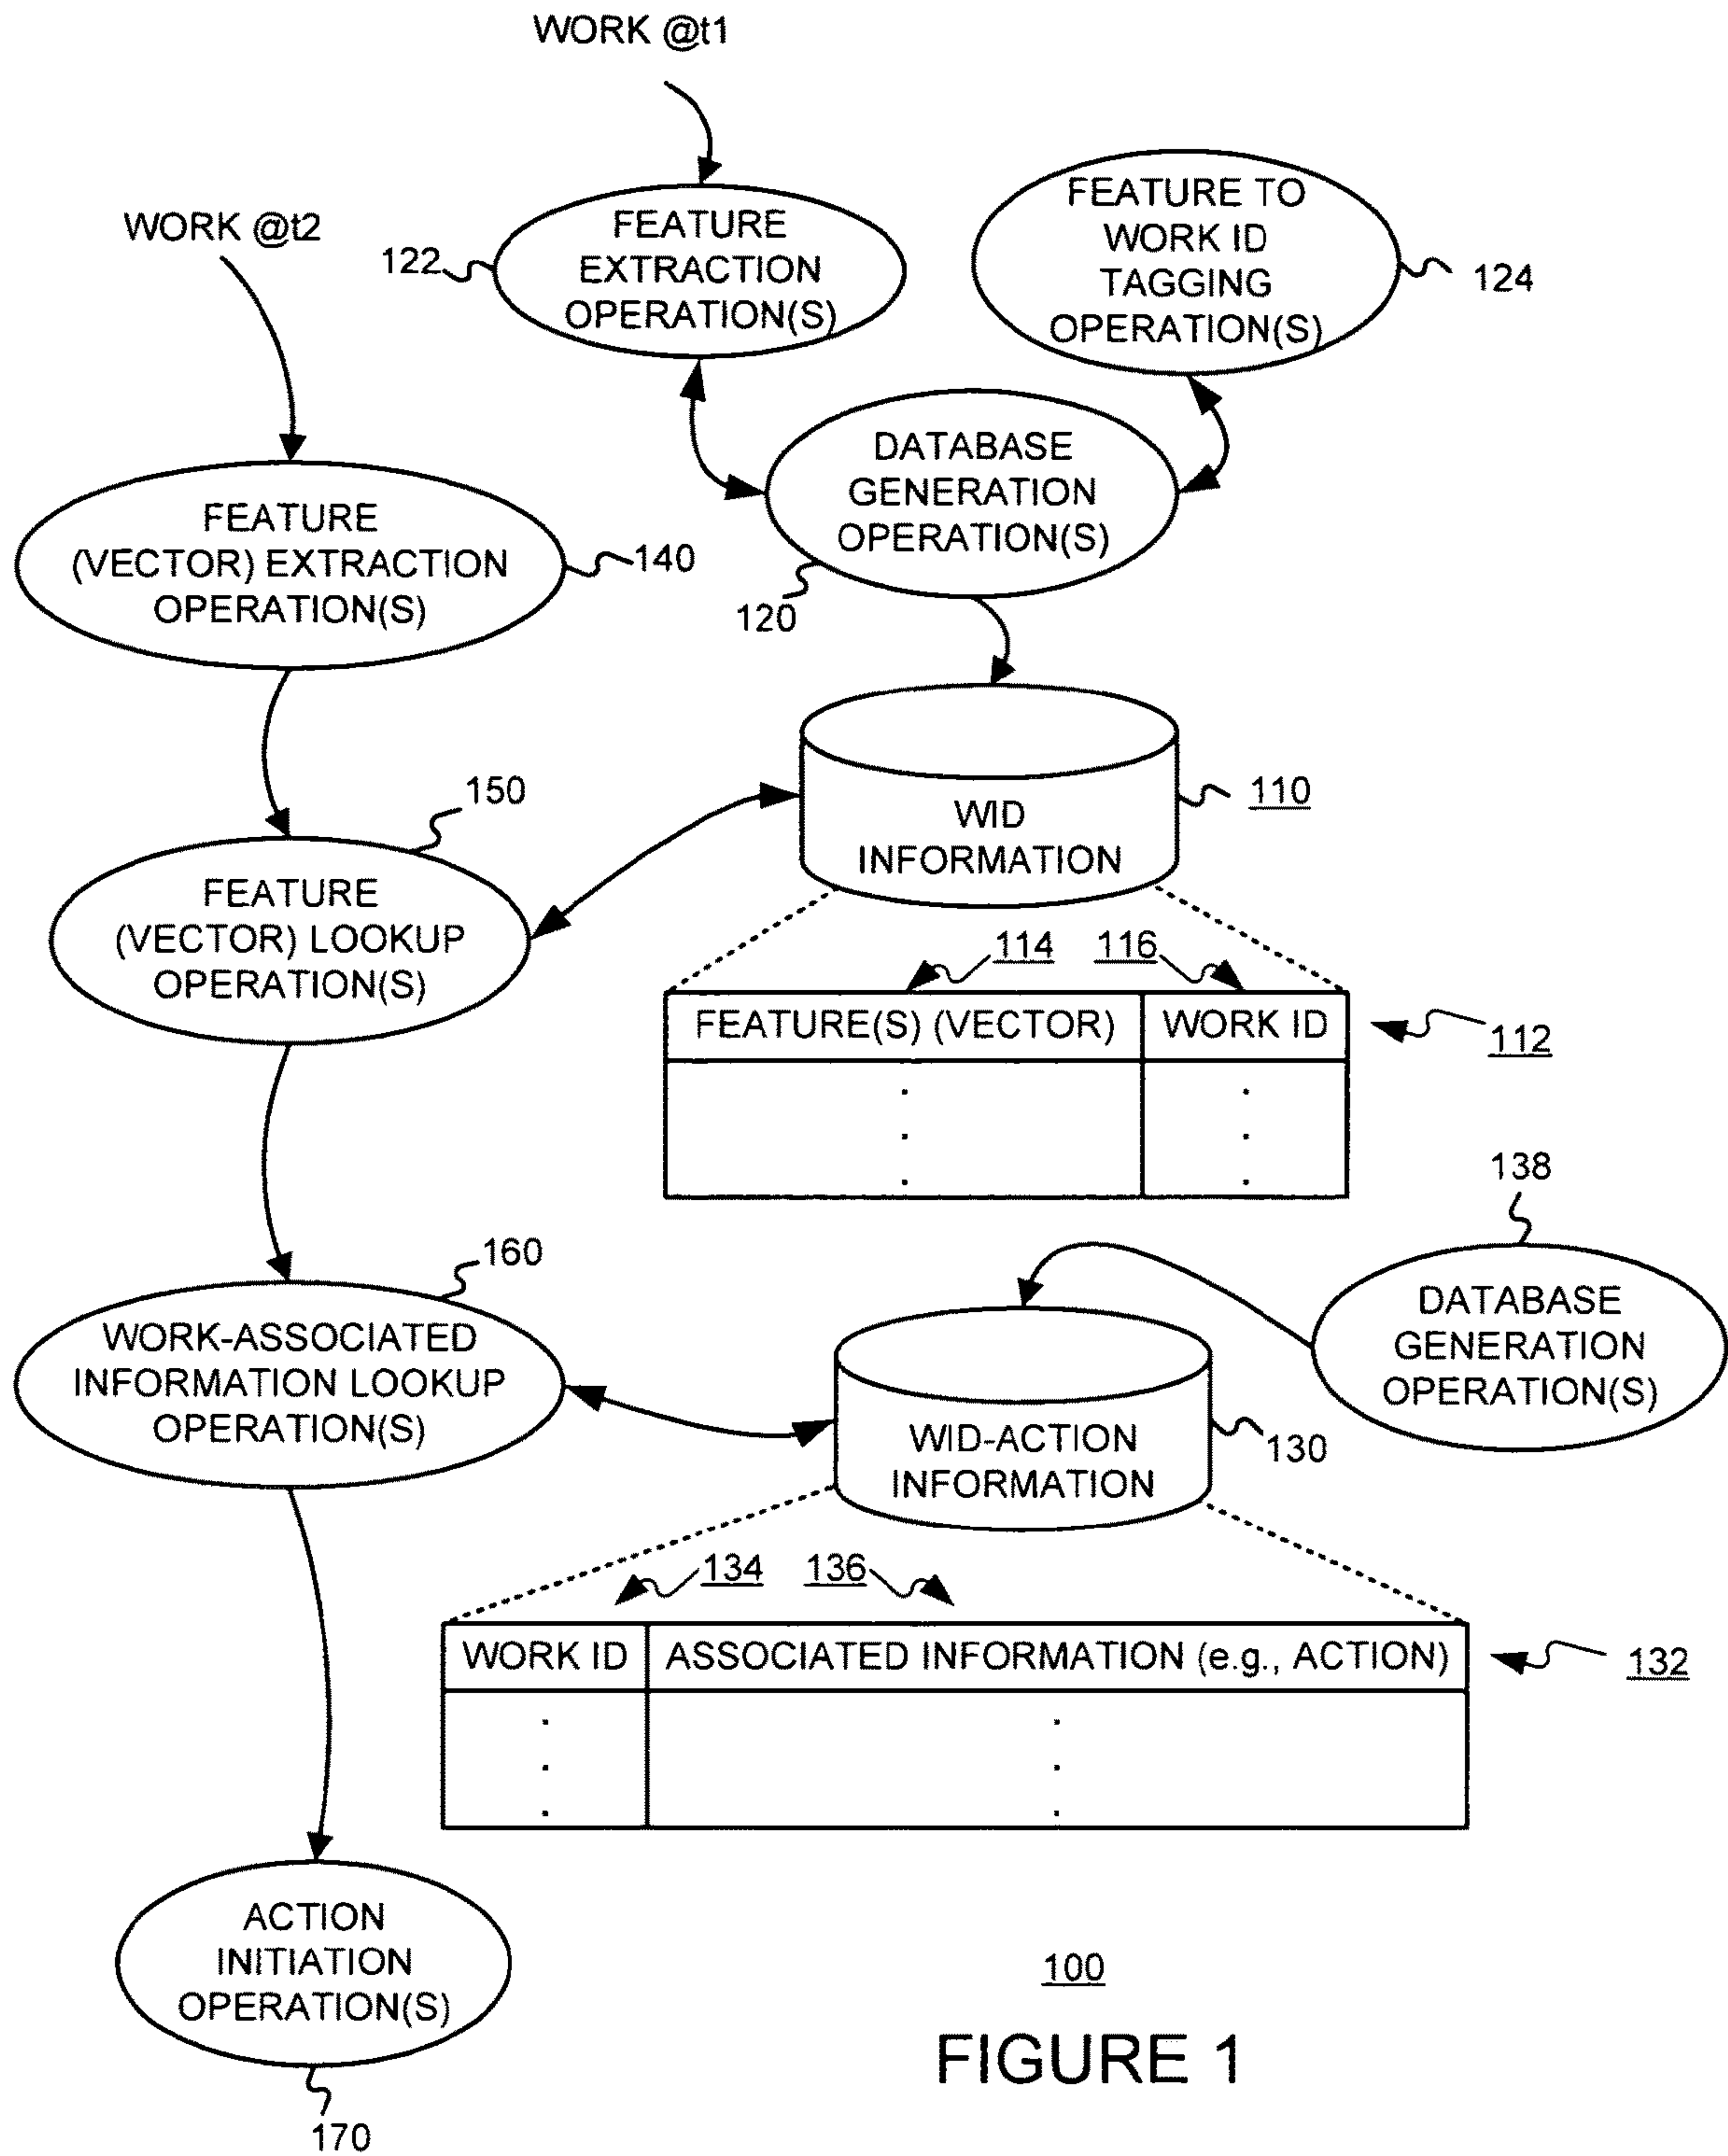 WORK @t1
WORK @t2
122
FEATURE
EXTRACTION
OPERATION(S)
FEATURE TO
WORK ID
TAGGING
OPERATION(S)
124
DATABASE
GENERATION
OPERATION(S)
120
FEATURE
(VECTOR) EXTRACTION
OPERATION(S)
140
150
WID
INFORMATION
110
FEATURE
(VECTOR) LOOKUP
OPERATION(S)
114 116
FEATURE(S) (VECTOR) WORK ID
112
. .
. .
. .
138
160
DATABASE
GENERATION
OPERATION(S)
WORK-ASSOCIATED
INFORMATION LOOKUP
OPERATION(S)
WID-ACTION
INFORMATION
130
134 136
WORK ID ASSOCIATED INFORMATION (e.g., ACTION)
132
. .
. .
. .
ACTION
INITIATION
OPERATION(S)
170
100
FIGURE 1